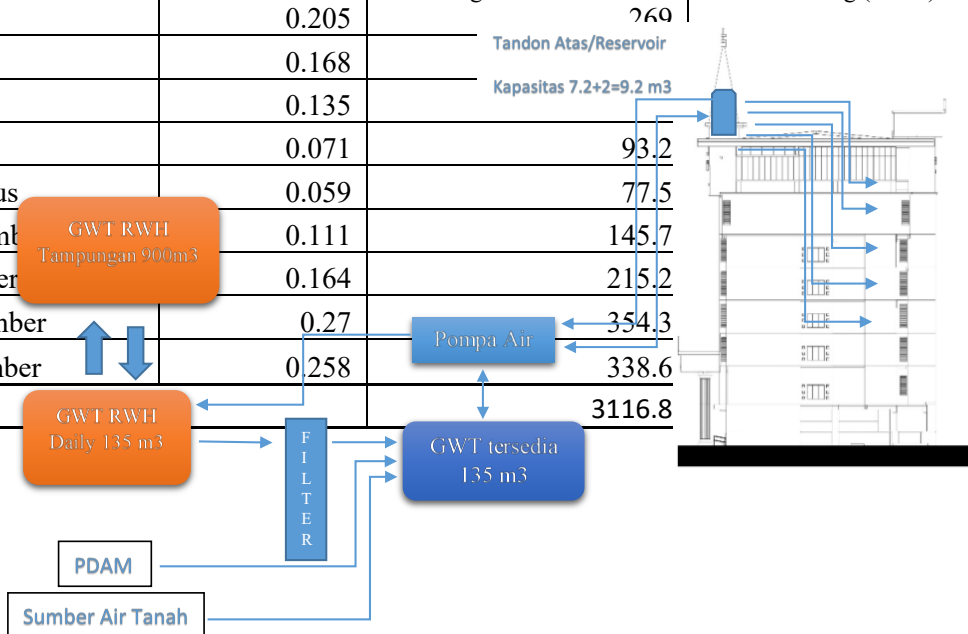 0.205 269
Tandon Atas/Reservoir
0.168
Kapasitas 7.2+2=9.2 m3
0.135
0.071 93.2
us 0.059 77.5
GWT RWH
Tampungan 900m3
0.111 145.7
er 0.164 215.2
mber 0.27 354.3
Pompa Air
ber 0.258 338.6
3116.8
GWT RWH
Daily 135 m3
FILTER
GWT tersedia
135 m3
PDAM
Sumber Air Tanah